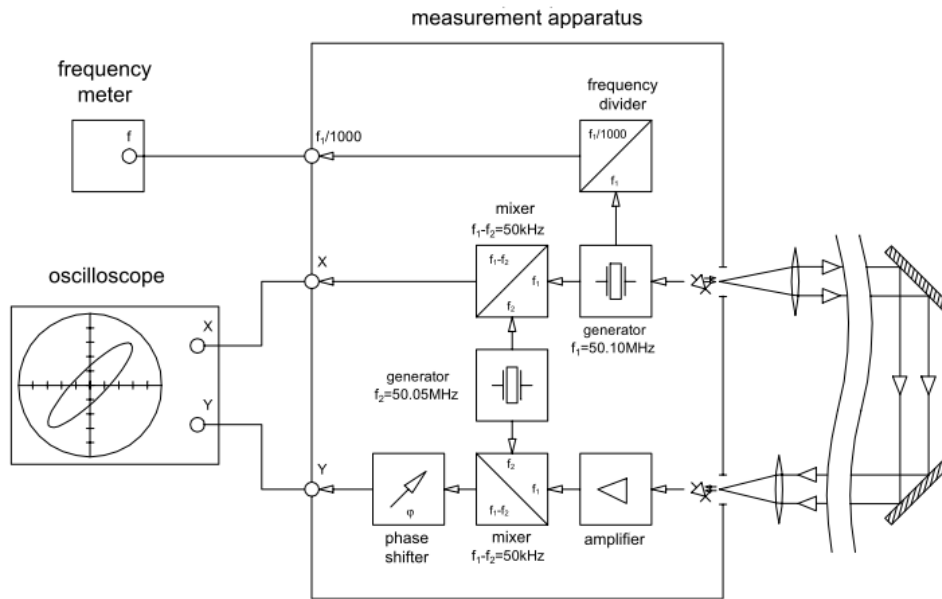 measurement apparatus
frequency
meter
f
frequency
divider
f₁/1000
f₁/1000
f₁
mixer
f₁-f₂=50kHz
X
f₁-f₂
f₁
f₂
generator
f₁=50.10MHz
oscilloscope
X
Y
generator
f₂=50.05MHz
Y
φ
phase
shifter
f₂
f₁
f₁-f₂
mixer
f₁-f₂=50kHz
amplifier